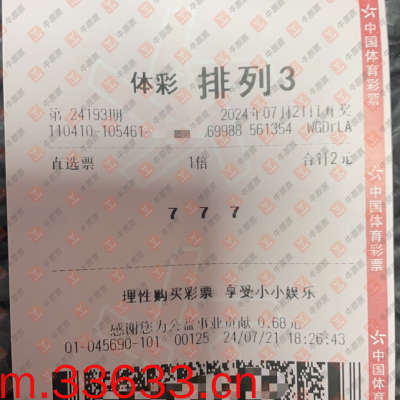 中国体育彩票
体彩 排列3
第 24193期 2024年07月21日开奖
110410-105461 .69988 561354 WGDrLA
直选票 1倍 合计2元
7 7 7
中国体育彩票
理性购买彩票 享受小小娱乐
感谢您为公益事业贡献 0.68元
01-045690-101 00125 24/07/21 18:26:43
中国体育彩票
m.33633.cn